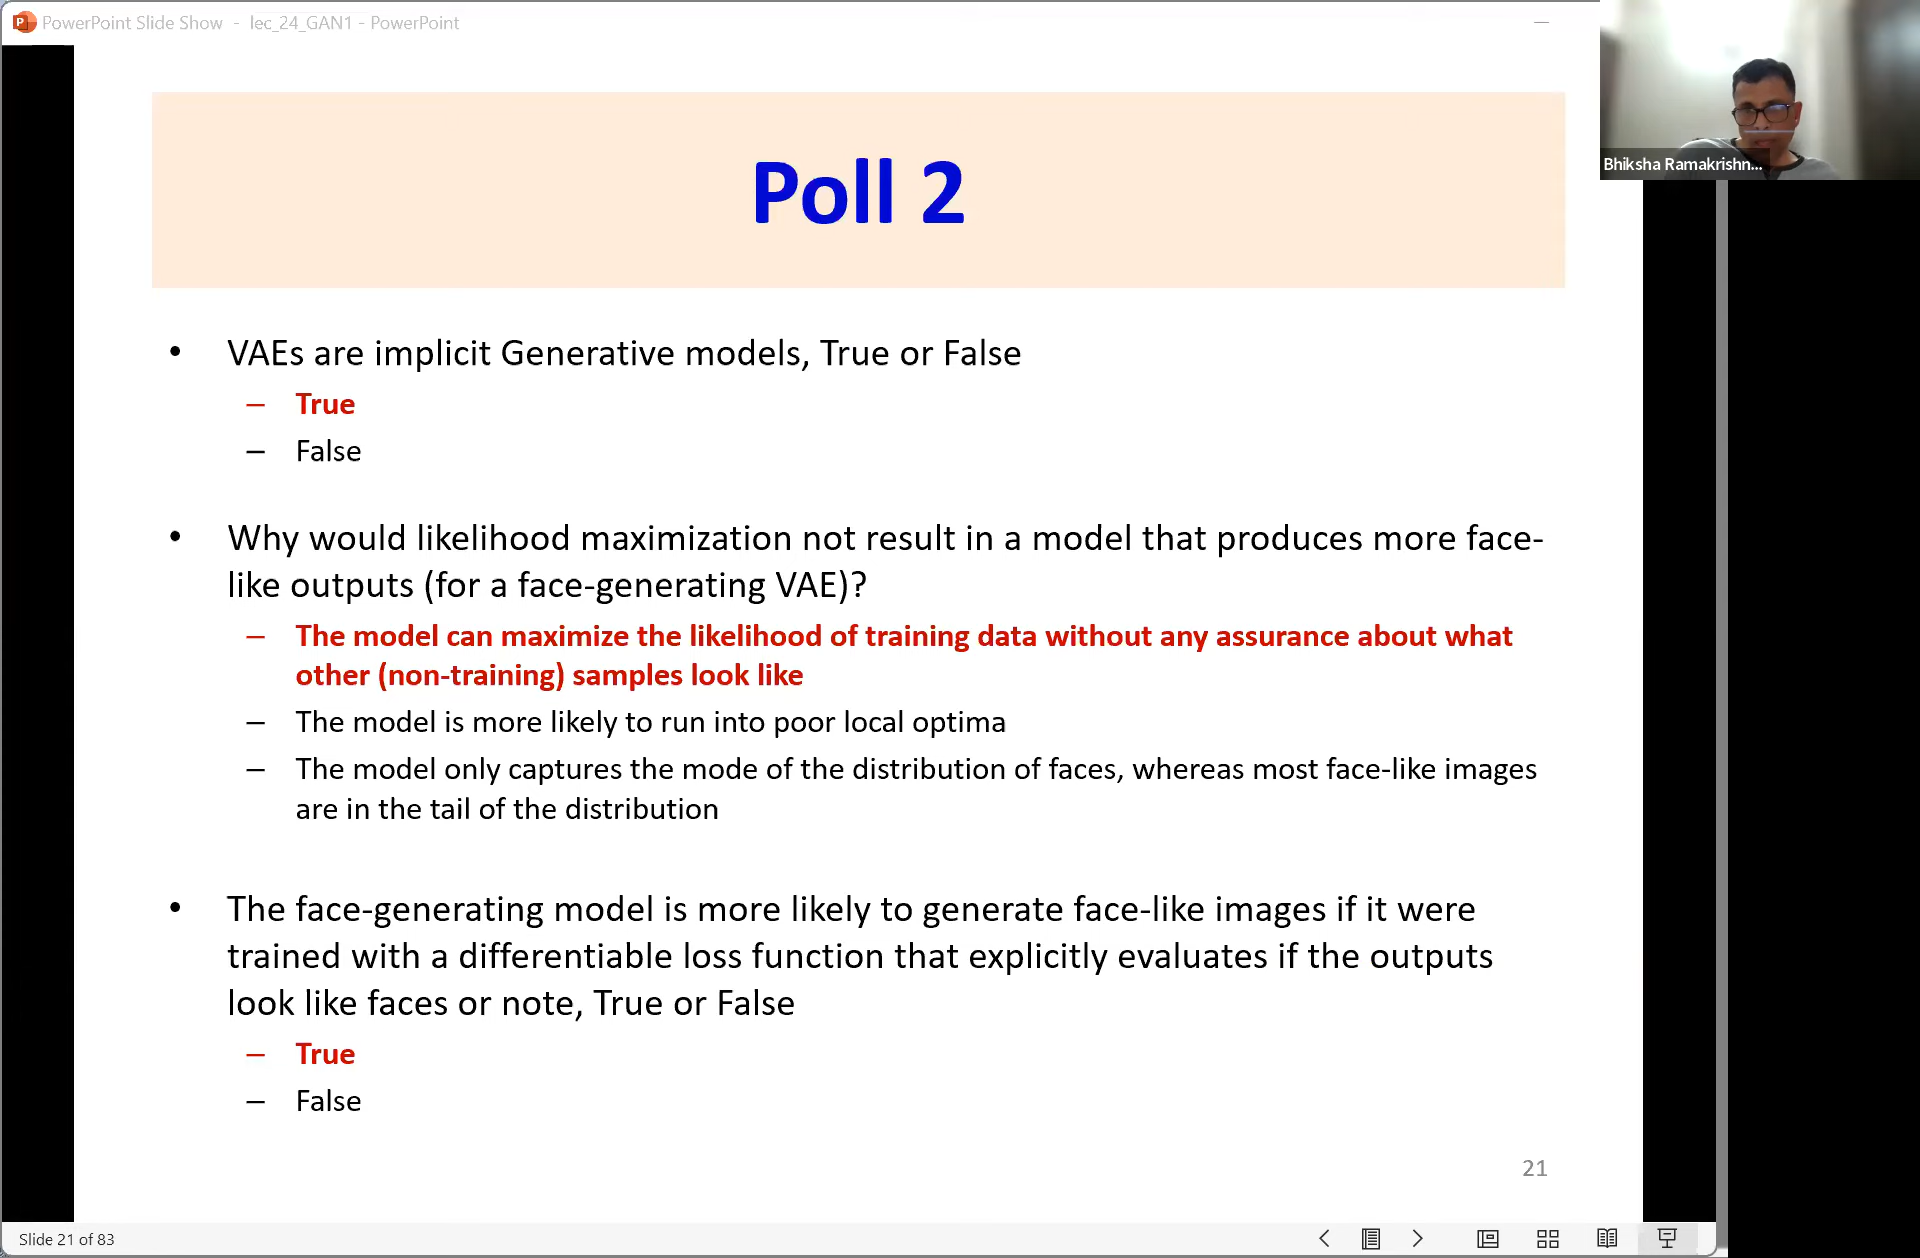 PowerPoint Slide Show - lec_24_GAN1 - PowerPoint
Bhiksha Ramakrishn...
Poll 2
• VAEs are implicit Generative models, True or False
– True
– False
• Why would likelihood maximization not result in a model that produces more face-
like outputs (for a face-generating VAE)?
– The model can maximize the likelihood of training data without any assurance about what
other (non-training) samples look like
– The model is more likely to run into poor local optima
– The model only captures the mode of the distribution of faces, whereas most face-like images
are in the tail of the distribution
• The face-generating model is more likely to generate face-like images if it were
trained with a differentiable loss function that explicitly evaluates if the outputs
look like faces or note, True or False
– True
– False
21
Slide 21 of 83